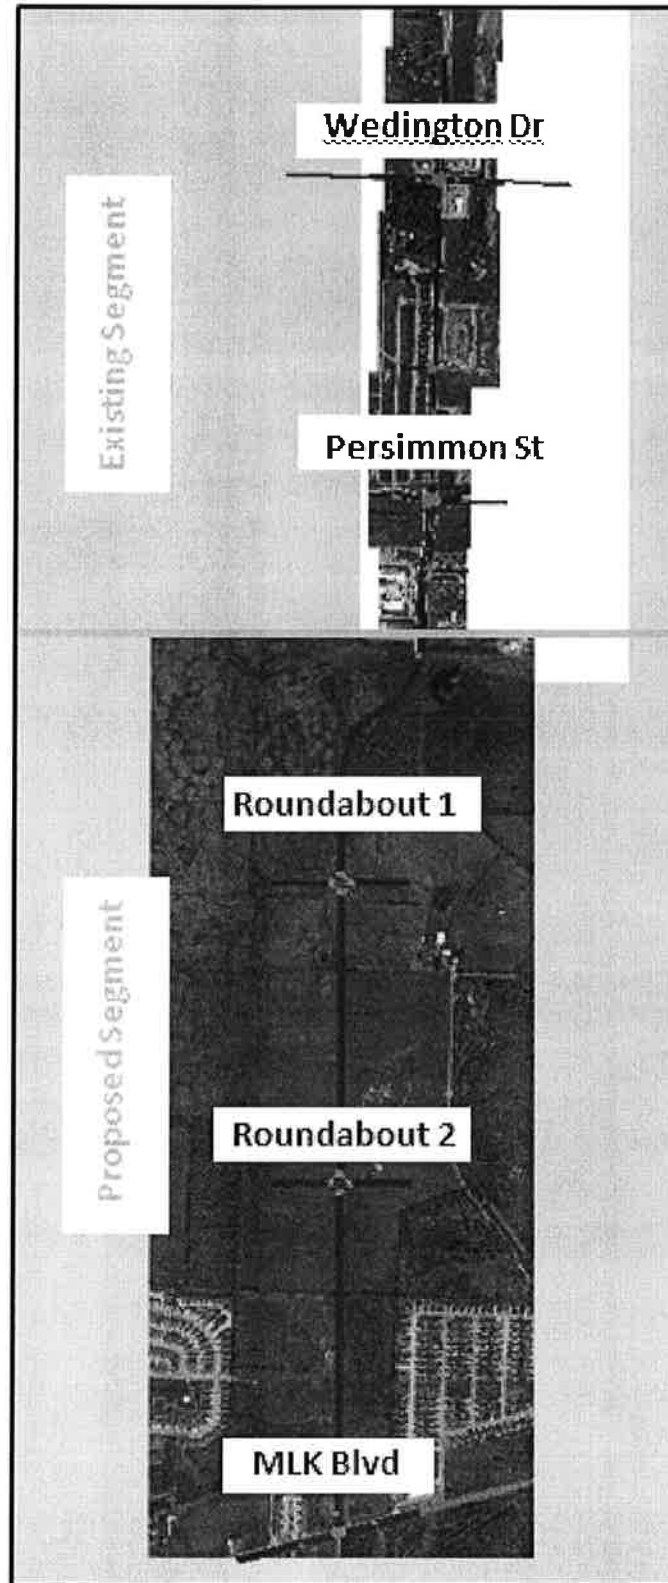 Wedington Dr
Existing Segment
Persimmon St
Roundabout 1
Proposed Segment
Roundabout 2
MLK Blvd